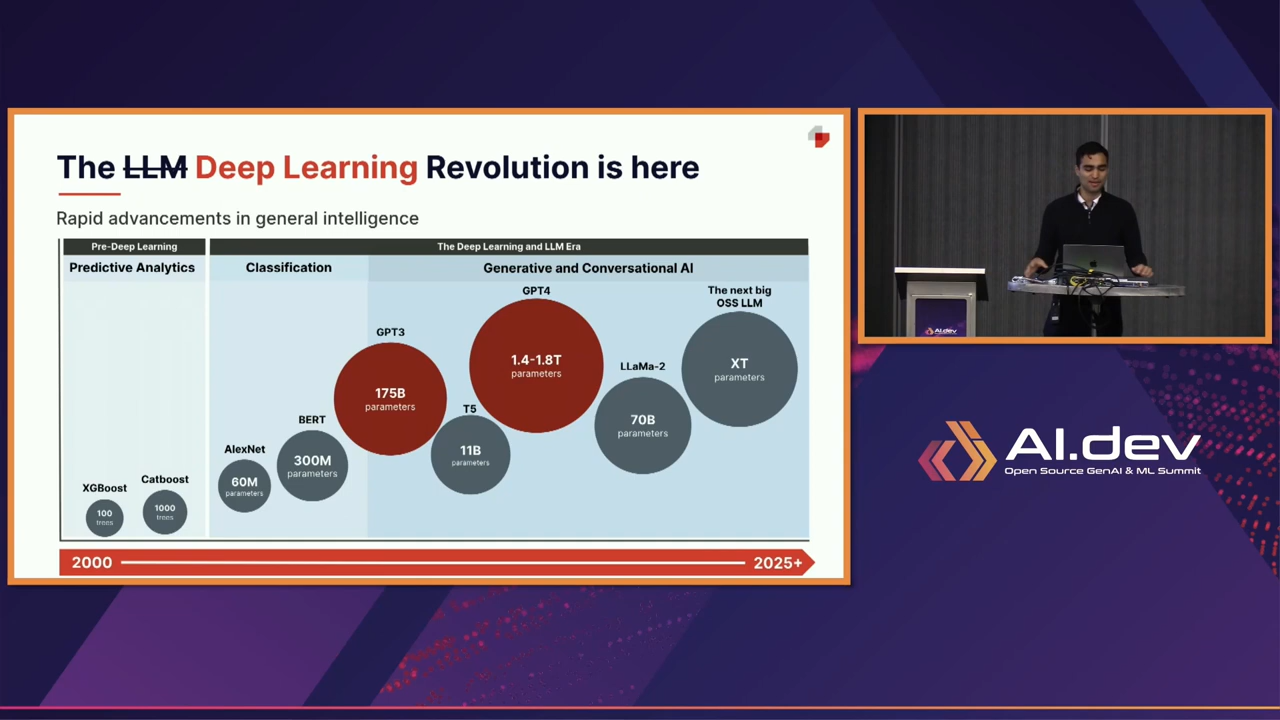 The LLM Deep Learning Revolution is here
Rapid advancements in general intelligence
Pre-Deep Learning
The Deep Learning and LLM Era
Predictive Analytics
Classification
Generative and Conversational AI
XGBoost
100
trees
Catboost
1000
trees
AlexNet
60M
parameters
BERT
300M
parameters
GPT3
175B
parameters
T5
11B
parameters
GPT4
1.4-1.8T
parameters
LLaMa-2
70B
parameters
The next big
OSS LLM
XT
parameters
2000
2025+
AI.dev
AI.dev
Open Source GenAI & ML Summit